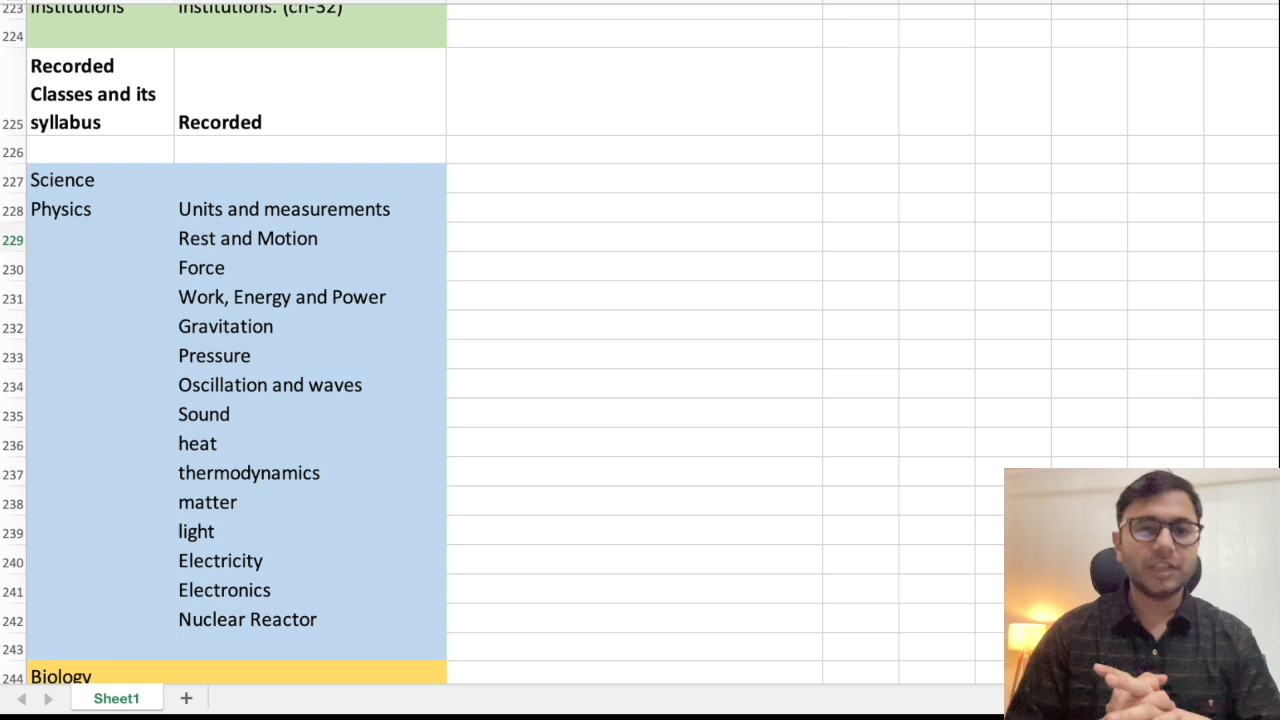 223 institutions institutions. (ch-32)
224
Recorded
Classes and its
225 syllabus Recorded
226
227 Science
228 Physics Units and measurements
229 Rest and Motion
230 Force
231 Work, Energy and Power
232 Gravitation
233 Pressure
234 Oscillation and waves
235 Sound
236 heat
237 thermodynamics
238 matter
239 light
240 Electricity
241 Electronics
242 Nuclear Reactor
243
244 Biology
Sheet1 +